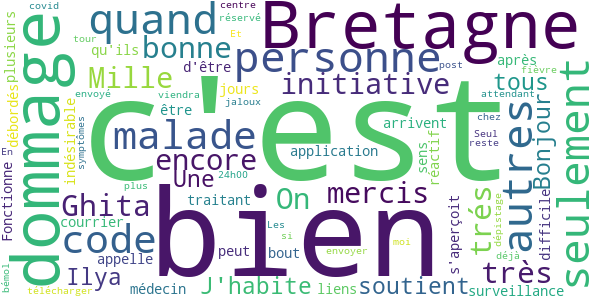 covid
centre
réservé
Et
tour
post
quand
Bretagne
plusieurs
qu'ils
bonne
personne
débordés
dommage
Mille
d'être
initiative
après
fièvre
tous
jours
jaloux
envoyé
viendra
attendant
indésirable
être
c'est
arrivent
chez
Bonjour
seulement
malade
application
sens
réactif
Seul
reste
autres
En
Fonctionne
symptômes
encore
Une
24h00
mercis
plus
traitant
On
Ghita
bien
s'aperçoit
trés
dépistage
difficile
courrier
code
Les
si
appelle
peut
bout
envoyer
moi
déjà
très
bémol
Ilya
J'habite
soutient
télécharger
médecin
liens
surveillance